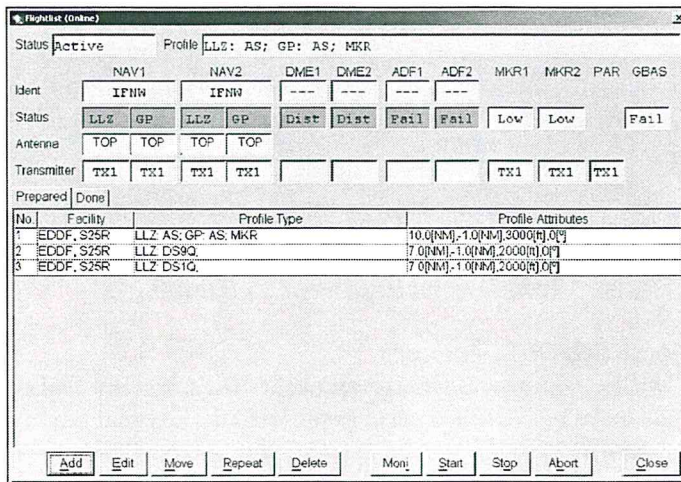 Flightlist (Online)
Status Active Profile LLZ: AS; GP: AS; MKR
NAV1 NAV2 DME1 DME2 ADF1 ADF2 MKR1 MKR2 PAR GBAS
Ident IFNW IFNW --- --- --- ---
Status LLZ GP LLZ GP Dist Dist Fail Fail Low Low Fail
Antenna TOP TOP TOP TOP
Transmitter TX1 TX1 TX1 TX1 TX1 TX1 TX1
Prepared Done
No. Facility Profile Type Profile Attributes
1 EDDF, S25R LLZ: AS; GP: AS; MKR 10.0[NM],-1.0[NM],3000[ft],0[°]
2 EDDF, S25R LLZ: DS9Q; 7.0[NM],-1.0[NM],2000[ft],0[°]
3 EDDF, S25R LLZ: DS1Q; 7.0[NM],-1.0[NM],2000[ft],0[°]
Add Edit Move Repeat Delete Moni Start Stop Abort Close